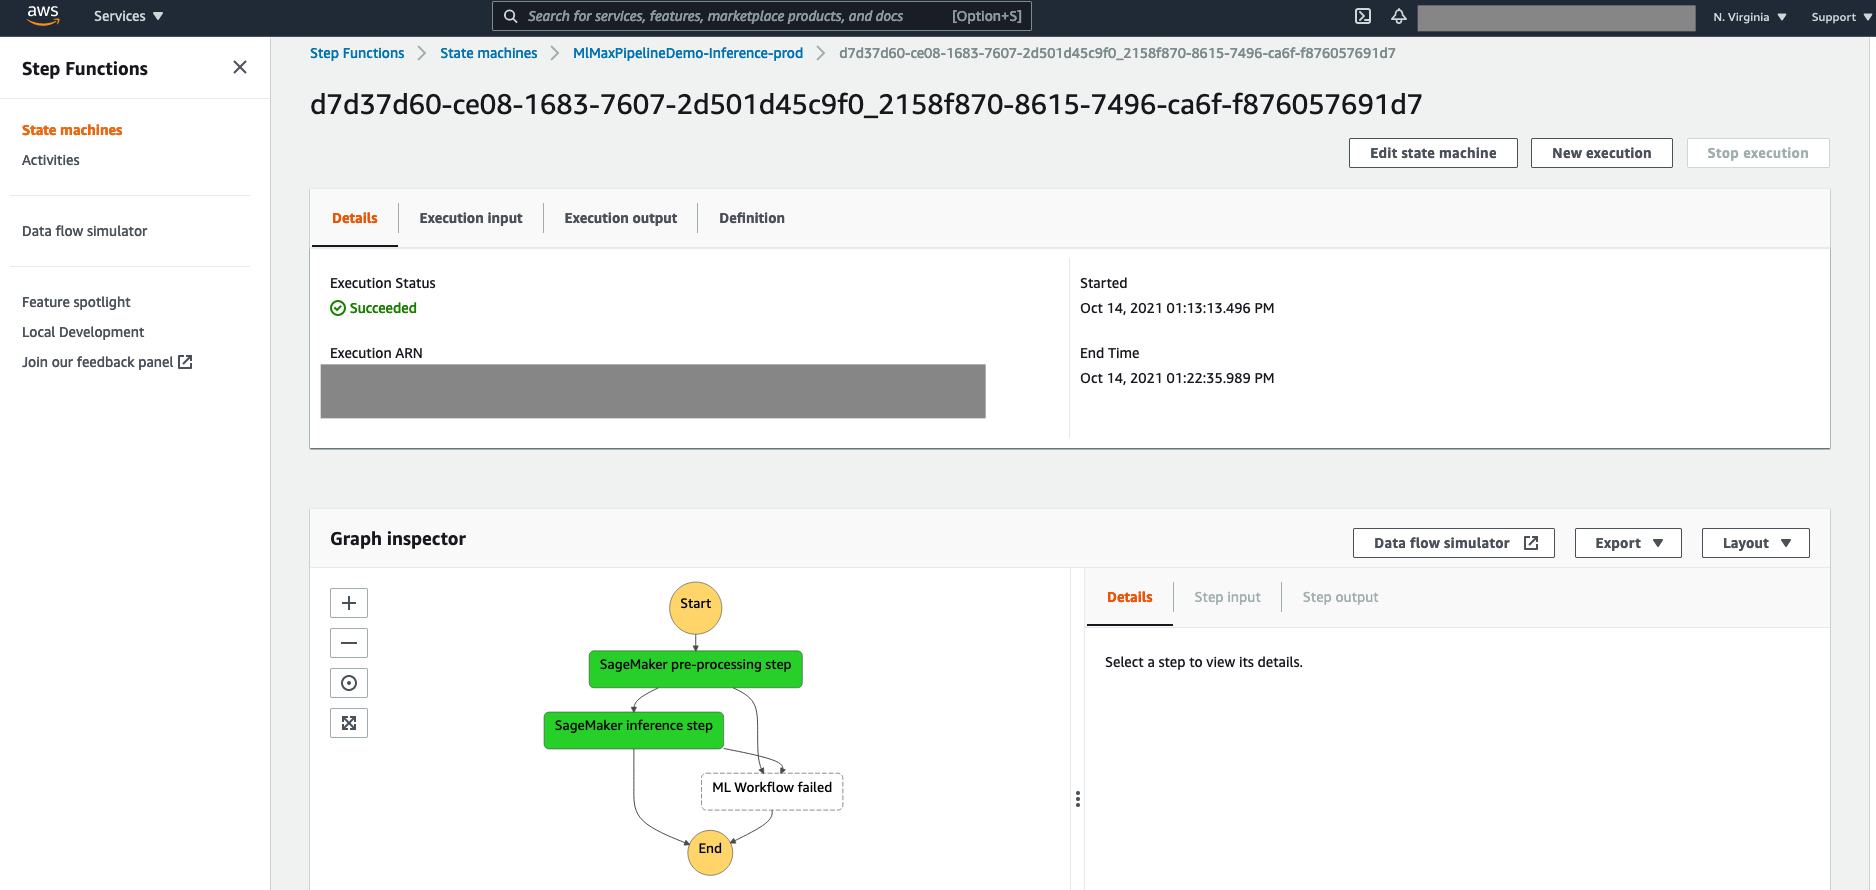 aws Services Search for services, features, marketplace products, and docs [Option+S] N. Virginia Support
Step Functions
State machines
Activities
Data flow simulator
Feature spotlight
Local Development
Join our feedback panel
Step Functions State machines MlMaxPipelineDemo-Inference-prod d7d37d60-ce08-1683-7607-2d501d45c9f0_2158f870-8615-7496-ca6f-f876057691d7
d7d37d60-ce08-1683-7607-2d501d45c9f0_2158f870-8615-7496-ca6f-f876057691d7
Edit state machine New execution Stop execution
Details Execution input Execution output Definition
Execution Status
Succeeded
Execution ARN
Started
Oct 14, 2021 01:13:13.496 PM
End Time
Oct 14, 2021 01:22:35.989 PM
Graph inspector
Data flow simulator Export Layout
Start
SageMaker pre-processing step
SageMaker inference step
ML Workflow failed
End
Details Step input Step output
Select a step to view its details.